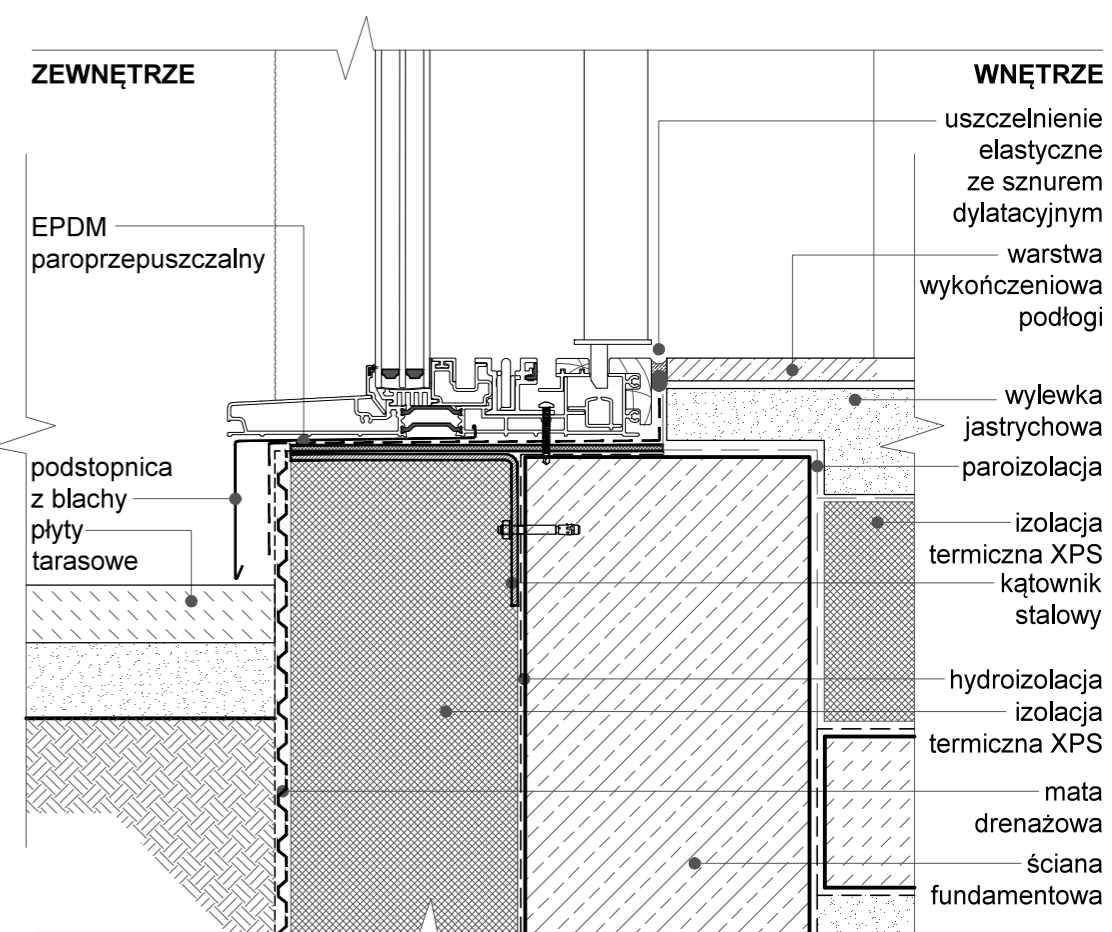 ZEWNĘTRZE
WNĘTRZE
uszczelnienie
elastyczne
ze sznurem
dylatacyjnym
EPDM
paroprzepuszczalny
warstwa
wykończeniowa
podłogi
wylewka
jastrychowa
podstopnica
z blachy
płyty
tarasowe
paroizolacja
izolacja
termiczna XPS
kątownik
stalowy
hydroizolacja
izolacja
termiczna XPS
mata
drenażowa
ściana
fundamentowa